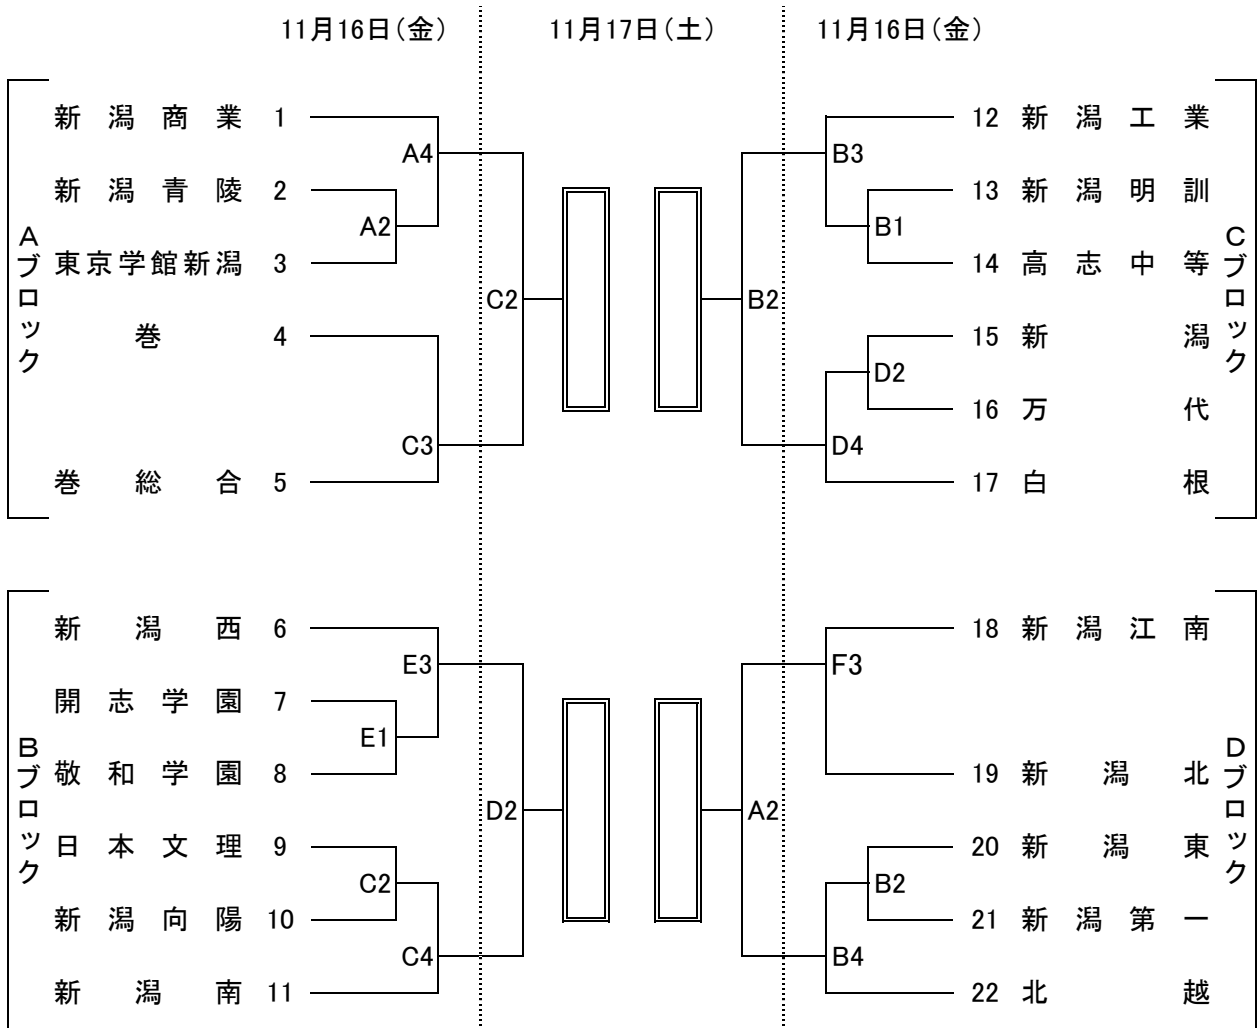 11月16日（金）
11月17日（土）
11月16日（金）
Aブロック
新潟商業 1
A4
新潟青陵 2
A2
東京学館新潟 3
C2
巻 4
C3
巻総合 5
B3
12 新潟工業
13 新潟明訓
B1
14 高志中等
B2
15 新潟
D2
16 万代
D4
17 白根
Cブロック
Bブロック
新潟西 6
E3
開志学園 7
E1
敬和学園 8
D2
日本文理 9
C2
新潟向陽 10
C4
新潟南 11
18 新潟江南
F3
19 新潟北
A2
20 新潟東
B2
21 新潟第一
B4
22 北越
Dブロック